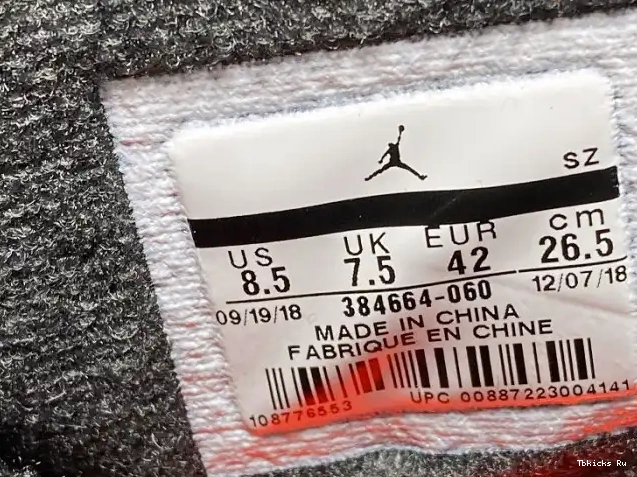 SZ
US UK EUR cm
8.5 7.5 42 26.5
09/19/18 384664-060 12/07/18
MADE IN CHINA
FABRIQUE EN CHINE
108776553 UPC 00887223004141
TbKicks Ru